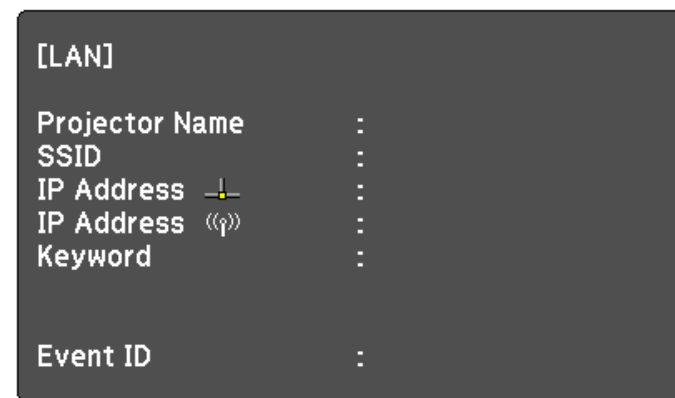 [LAN]
Projector Name :
SSID :
IP Address :
IP Address :
Keyword :
Event ID :